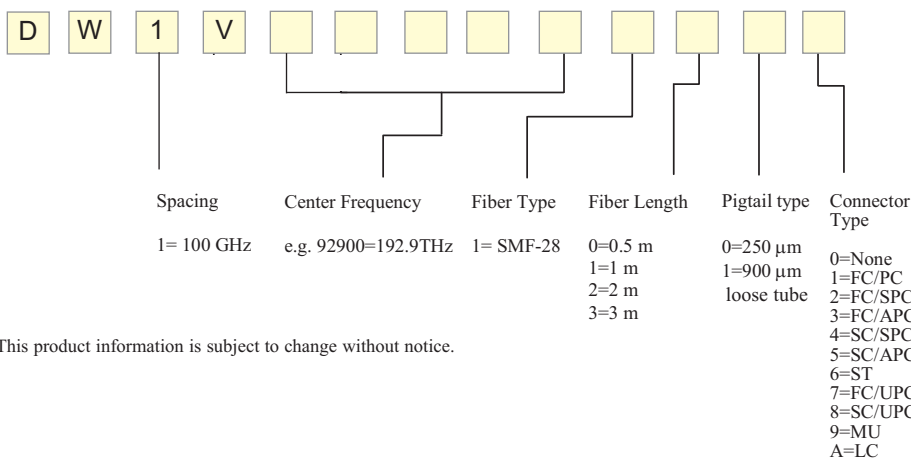 D W 1 V
Spacing
1= 100 GHz
Center Frequency
e.g. 92900=192.9THz
Fiber Type
1= SMF-28
Fiber Length
0=0.5 m
1=1 m
2=2 m
3=3 m
Pigtail type
0=250 μm
1=900 μm
loose tube
Connector
Type
0=None
1=FC/PC
2=FC/SPC
3=FC/APC
4=SC/SPC
5=SC/APC
6=ST
7=FC/UPC
8=SC/UPC
9=MU
A=LC
This product information is subject to change without notice.